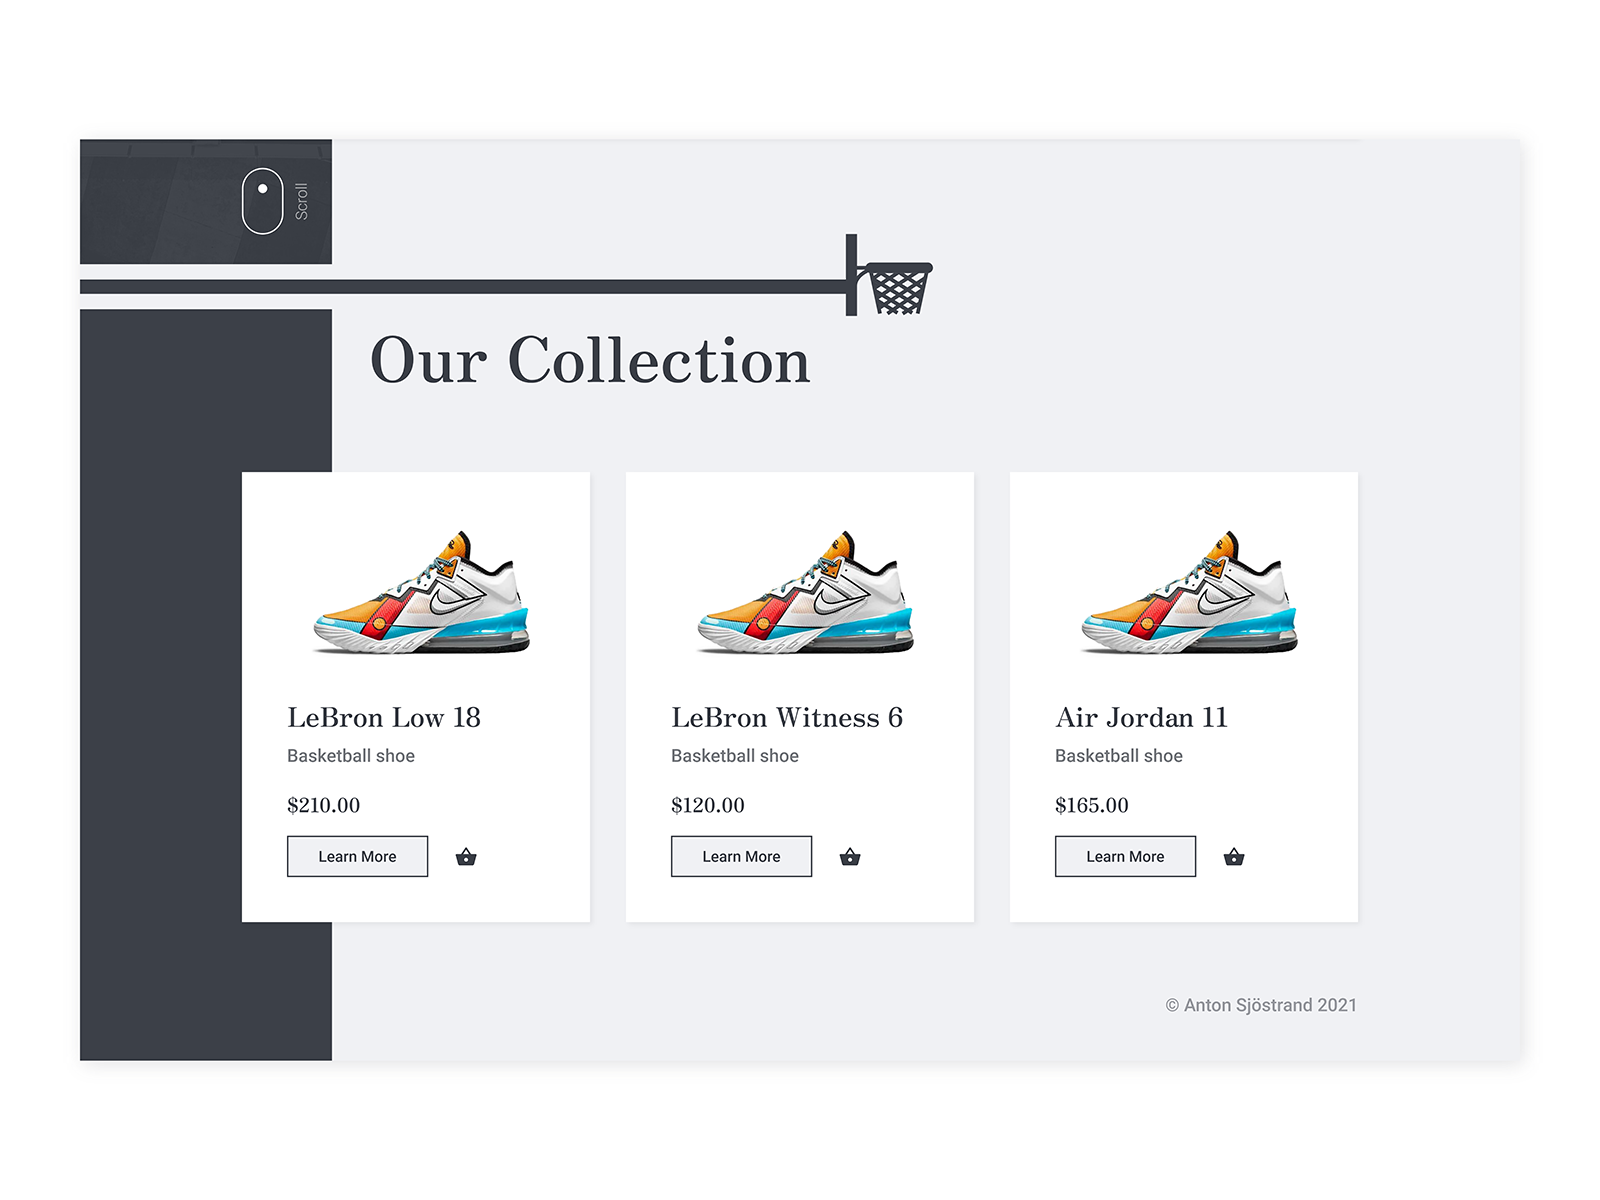 Scroll
Our Collection
LeBron Low 18
Basketball shoe
$210.00
Learn More
LeBron Witness 6
Basketball shoe
$120.00
Learn More
Air Jordan 11
Basketball shoe
$165.00
Learn More
© Anton Sjöstrand 2021